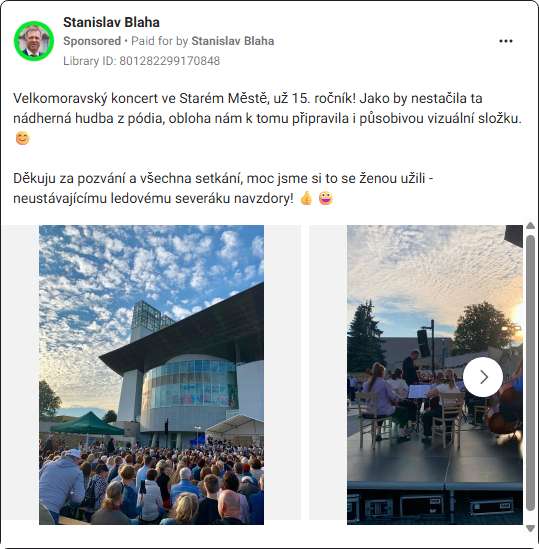 Stanislav Blaha
Sponsored • Paid for by Stanislav Blaha
Library ID: 801282299170848
Velkomoravský koncert ve Starém Městě, už 15. ročník! Jako by nestačila ta
nádherná hudba z pódia, obloha nám k tomu připravila i působivou vizuální složku.
😊
Děkuju za pozvání a všechna setkání, moc jsme si to se ženou užili -
neustávajícímu ledovému severáku navzdory! 👍 😜